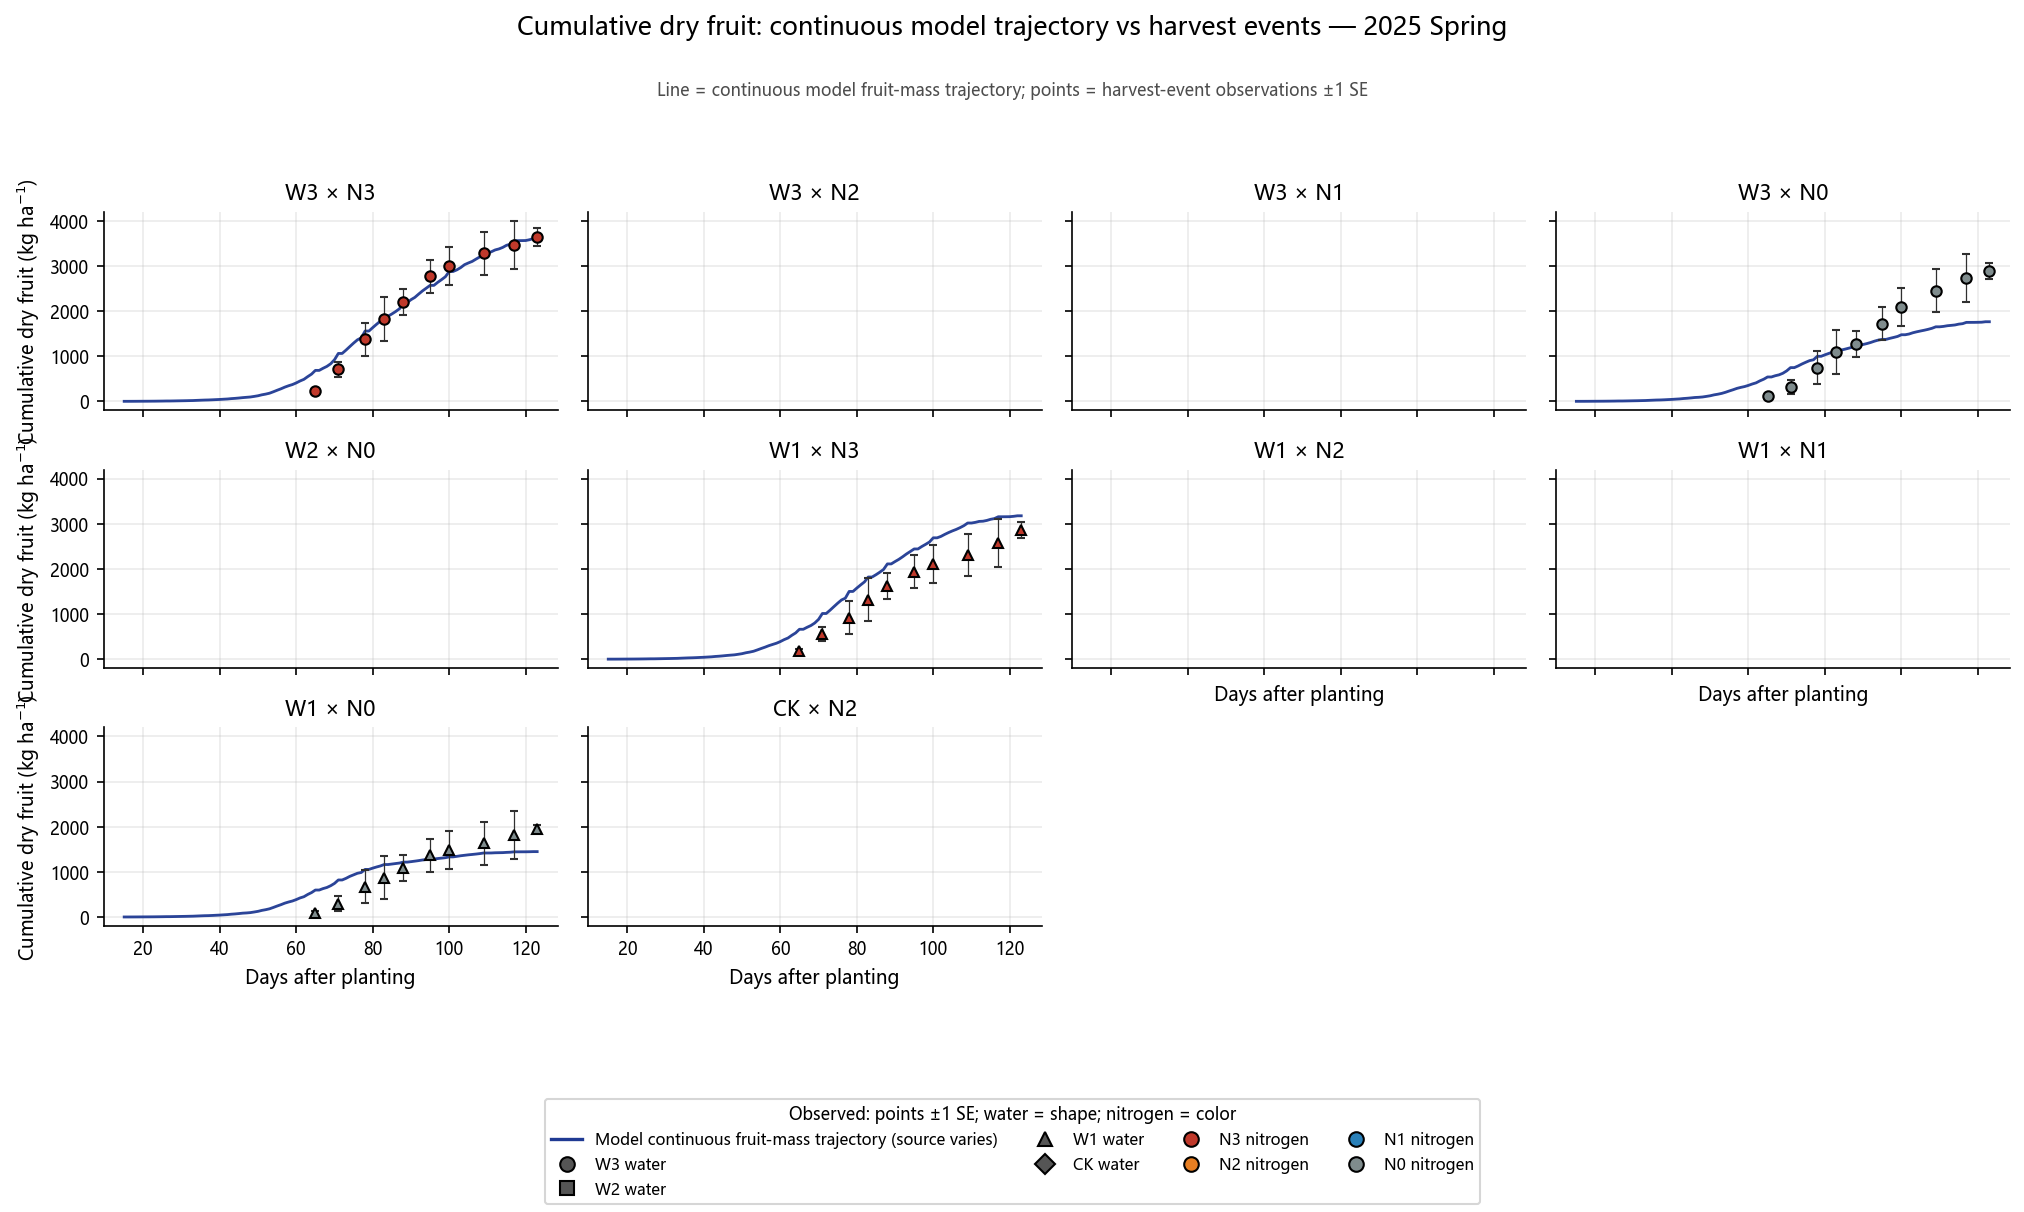 Cumulative dry fruit: continuous model trajectory vs harvest events — 2025 Spring
Line = continuous model fruit-mass trajectory; points = harvest-event observations ±1 SE
W3 × N3
W3 × N2
W3 × N1
W3 × N0
Cumulative dry fruit (kg ha⁻¹)
4000
3000
2000
1000
0
W2 × N0
W1 × N3
W1 × N2
W1 × N1
Cumulative dry fruit (kg ha⁻¹)
4000
3000
2000
1000
0
Days after planting
Days after planting
W1 × N0
CK × N2
Cumulative dry fruit (kg ha⁻¹)
4000
3000
2000
1000
0
20 40 60 80 100 120
20 40 60 80 100 120
Days after planting
Days after planting
Observed: points ±1 SE; water = shape; nitrogen = color
Model continuous fruit-mass trajectory (source varies)
W3 water
W2 water
W1 water
CK water
N3 nitrogen
N2 nitrogen
N1 nitrogen
N0 nitrogen